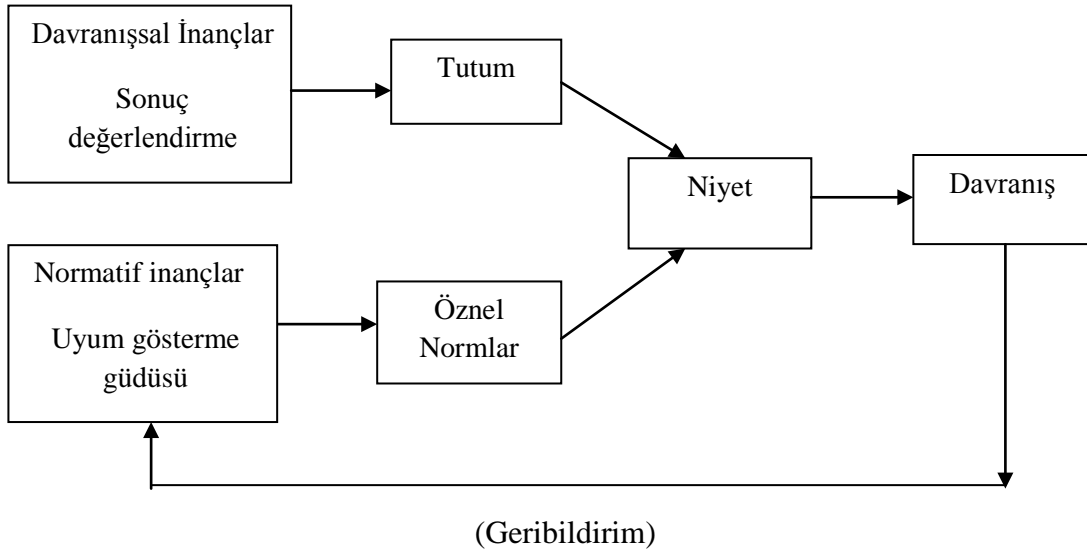 Davranışsal İnançlar
Sonuç
değerlendirme
Tutum
Niyet
Davranış
Normatif inançlar
Uyum gösterme
güdüsü
Öznel
Normlar
(Geribildirim)